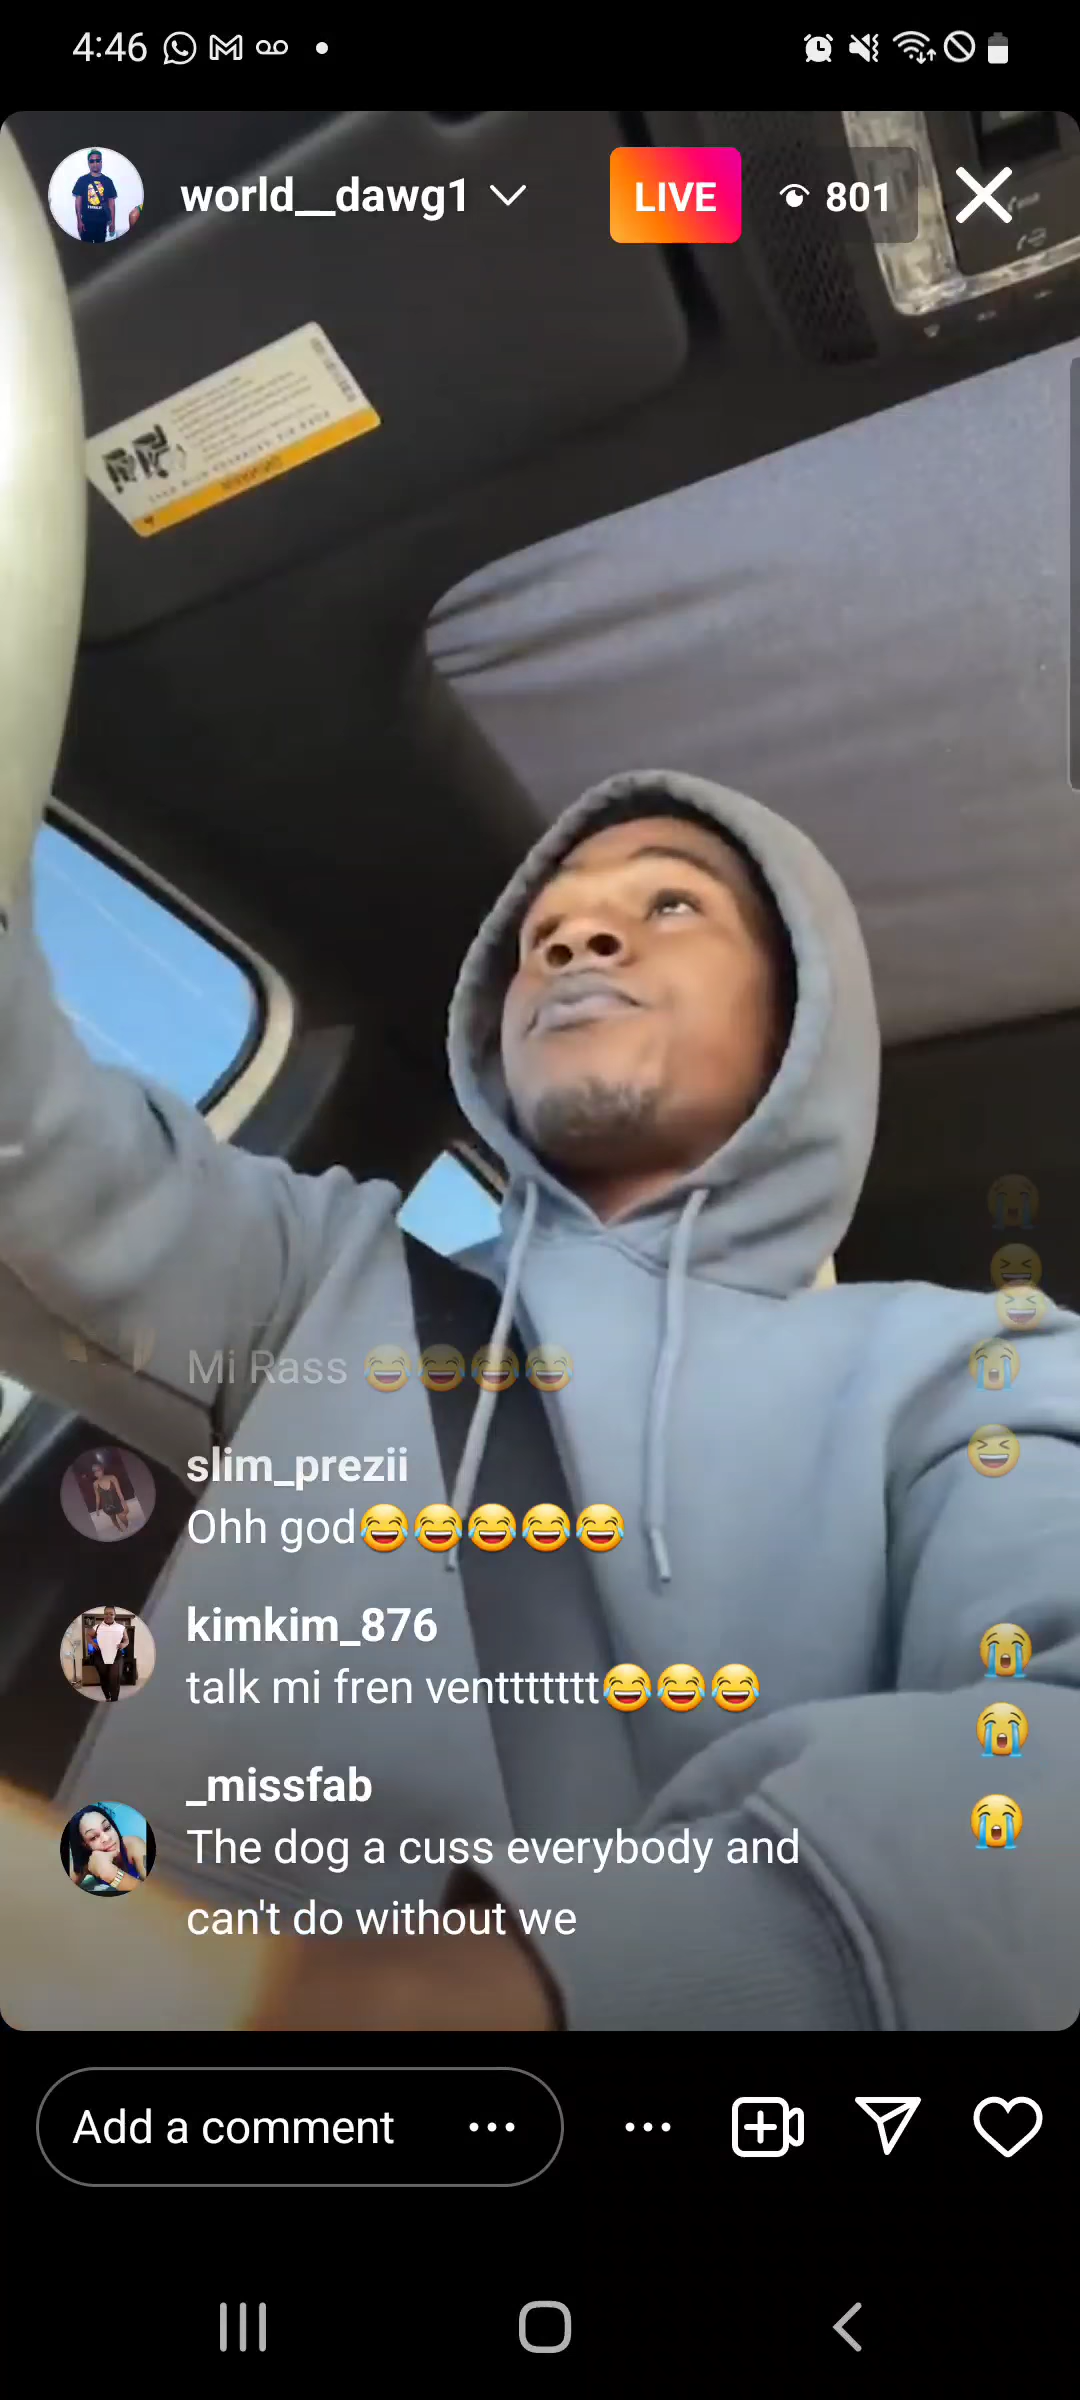 4:46
world__dawg1
LIVE
801
Mi Rass 😂😂😂😂
slim_prezii
Ohh god😂😂😂😂😂
kimkim_876
talk mi fren venttttttt😂😂😂
_missfab
The dog a cuss everybody and
can't do without we
Add a comment